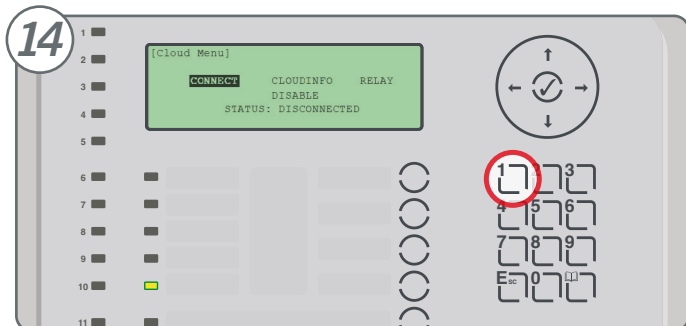 14
[Cloud Menu]
CONNECT CLOUDINFO RELAY
DISABLE
STATUS: DISCONNECTED
1
2
3
4
5
6
7
8
9
10
11
1 2 3
4 5 6
7 8 9
Esc 0